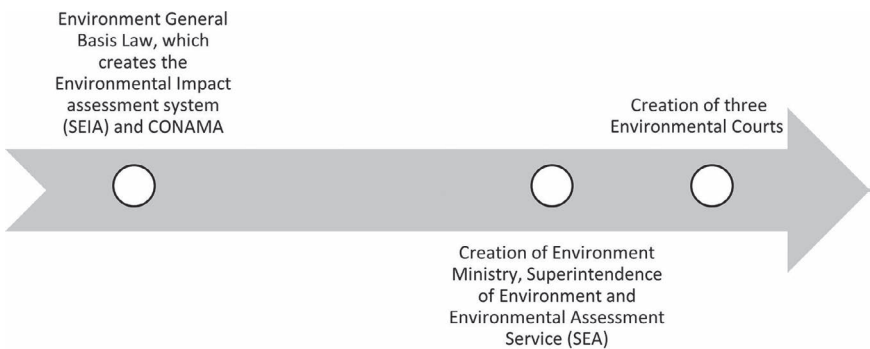 Environment General
Basis Law, which
creates the
Environmental Impact
assessment system
(SEIA) and CONAMA
Creation of three
Environmental Courts
Creation of Environment
Ministry, Superintendence
of Environment and
Environmental Assessment
Service (SEA)